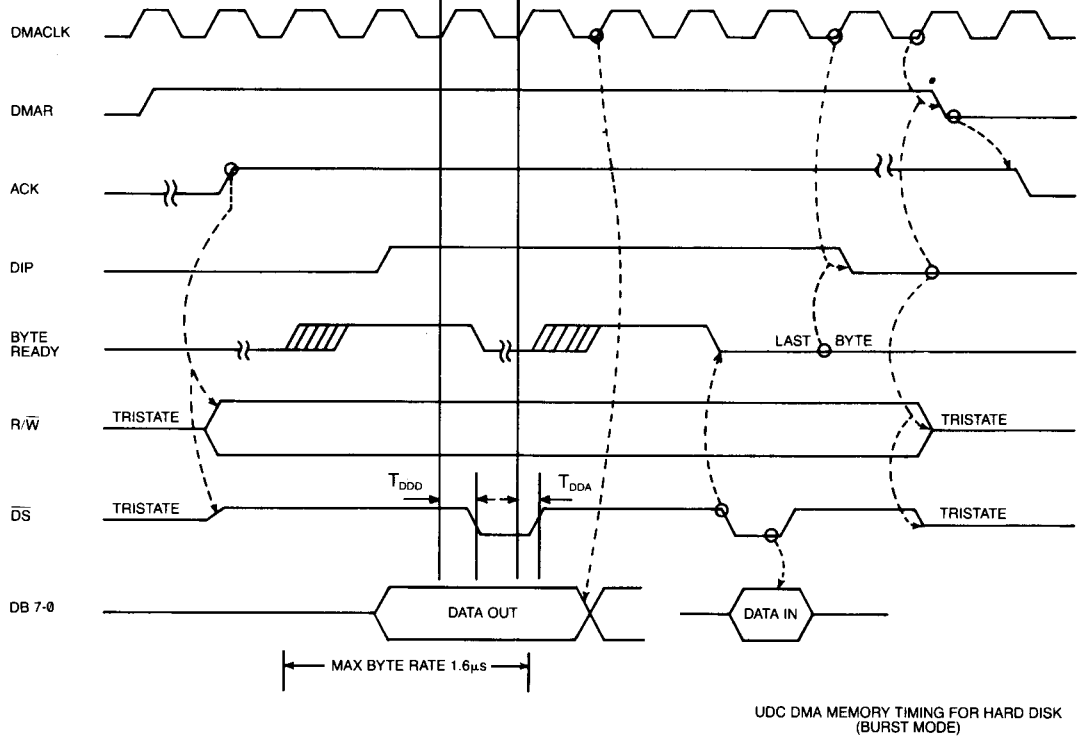 DMACLK
DMAR
ACK
DIP
BYTE
READY
LAST BYTE
R/W̅
TRISTATE
TRISTATE
T_DDD
T_DDA
D̅S̅
TRISTATE
TRISTATE
DB 7-0
DATA OUT
DATA IN
MAX BYTE RATE 1.6µs
UDC DMA MEMORY TIMING FOR HARD DISK
(BURST MODE)